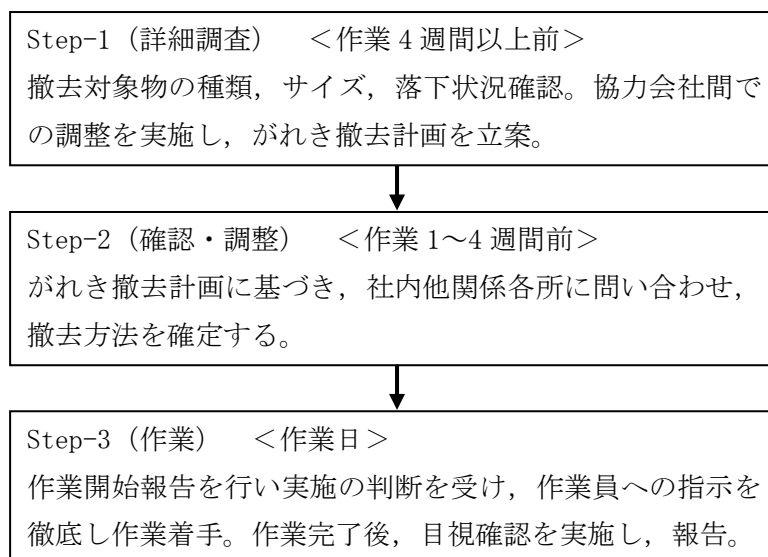 Step-1（詳細調査）　＜作業 4 週間以上前＞
撤去対象物の種類，サイズ，落下状況確認。協力会社間で
の調整を実施し，がれき撤去計画を立案。
Step-2（確認・調整）　＜作業 1～4 週間前＞
がれき撤去計画に基づき，社内他関係各所に問い合わせ，
撤去方法を確定する。
Step-3（作業）　＜作業日＞
作業開始報告を行い実施の判断を受け，作業員への指示を
徹底し作業着手。作業完了後，目視確認を実施し，報告。